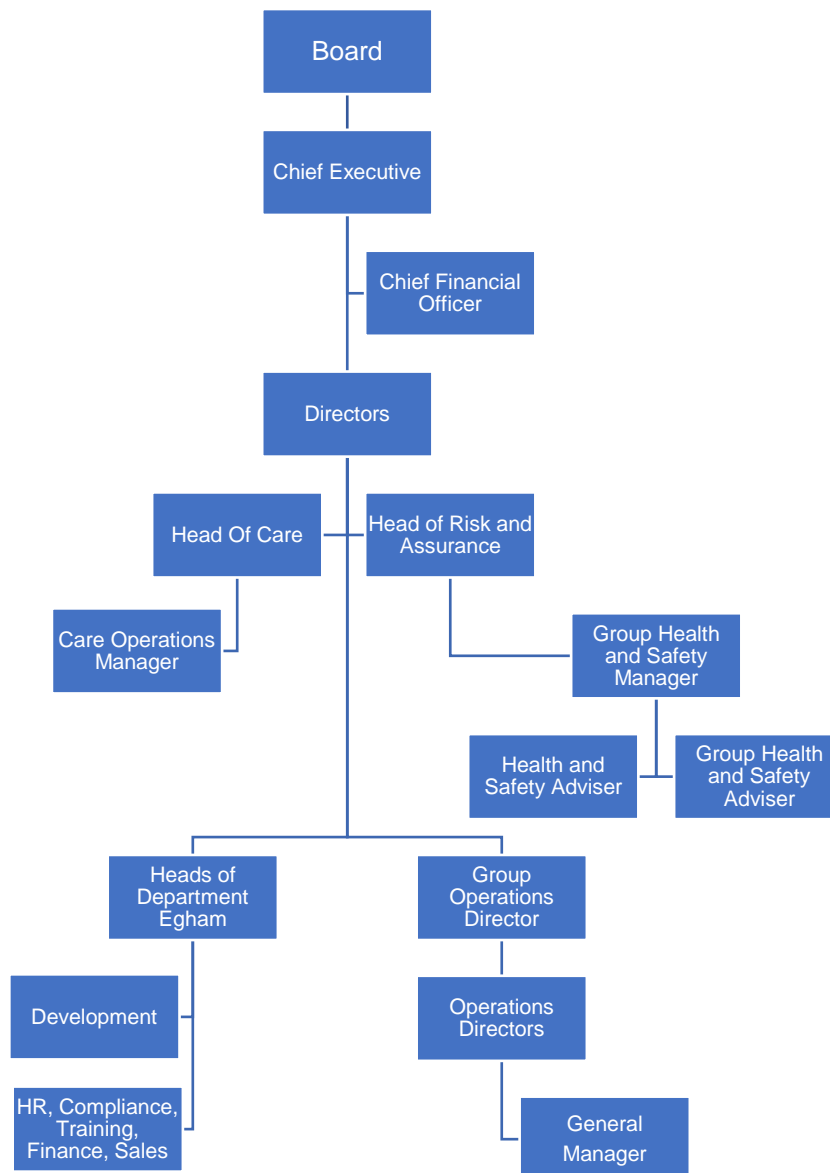 Board
Chief Executive
Chief Financial
Officer
Directors
Head Of Care
Head of Risk and
Assurance
Care Operations
Manager
Group Health
and Safety
Manager
Health and
Safety Adviser
Group Health
and Safety
Adviser
Heads of
Department
Egham
Group
Operations
Director
Development
Operations
Directors
HR, Compliance,
Training,
Finance, Sales
General
Manager